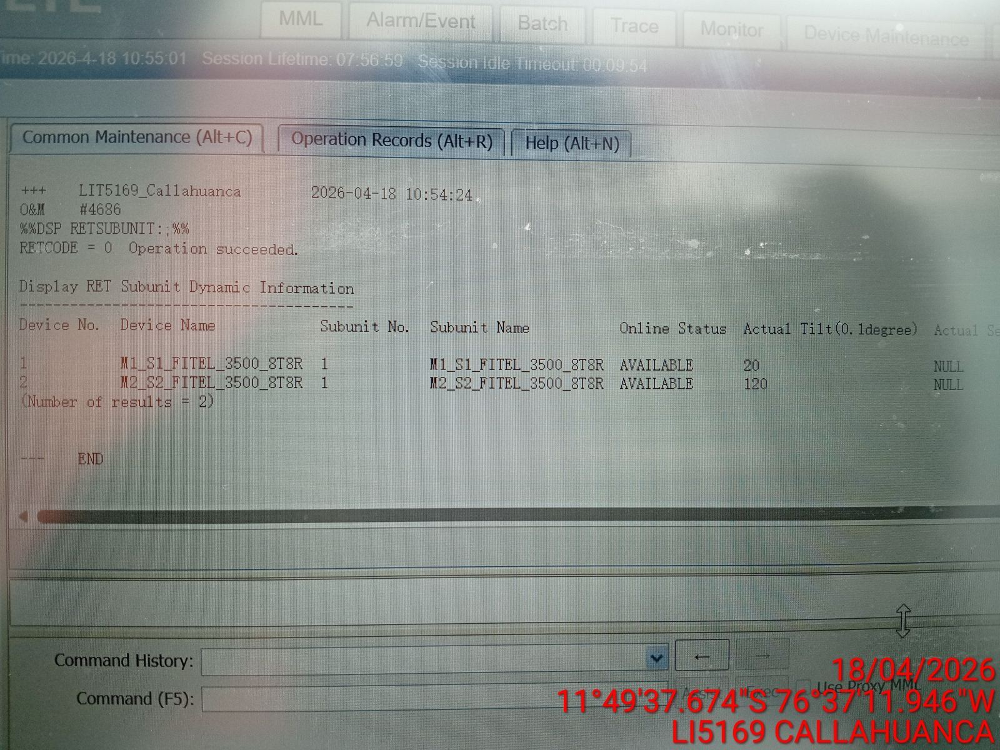 LTE
MML Alarm/Event Batch Trace Monitor Device Maintenance
ime: 2026-4-18 10:55:01 Session Lifetime: 07:56:59 Session Idle Timeout: 00:09:54
Common Maintenance (Alt+C) Operation Records (Alt+R) Help (Alt+N)
+++ LIT5169_Callahuanca 2026-04-18 10:54:24
O&M #4686
%%DSP RETSUBUNIT:;%%
RETCODE = 0 Operation succeeded.
Display RET Subunit Dynamic Information
---------------------------------------
Device No. Device Name Subunit No. Subunit Name Online Status Actual Tilt(0.1degree) Actual Se
1 M1_S1_FITEL_3500_8T8R 1 M1_S1_FITEL_3500_8T8R AVAILABLE 20 NULL
2 M2_S2_FITEL_3500_8T8R 1 M2_S2_FITEL_3500_8T8R AVAILABLE 120 NULL
(Number of results = 2)
--- END
Command History: ← →
Command (F5): Assist Exec Use Proxy MML
18/04/2026
11°49'37.674"S 76°37'11.946"W
LI5169 CALLAHUANCA